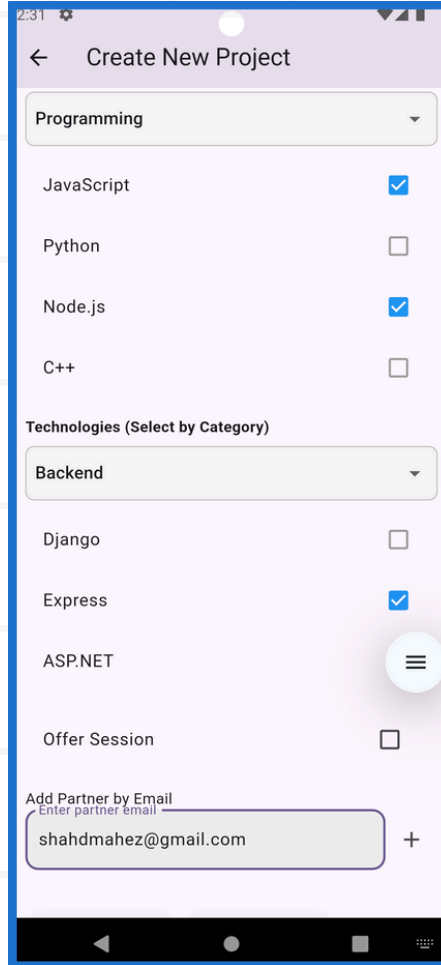 2:31
Create New Project
Programming
JavaScript
Python
Node.js
C++
Technologies (Select by Category)
Backend
Django
Express
ASP.NET
Offer Session
Add Partner by Email
Enter partner email
shahdmahez@gmail.com